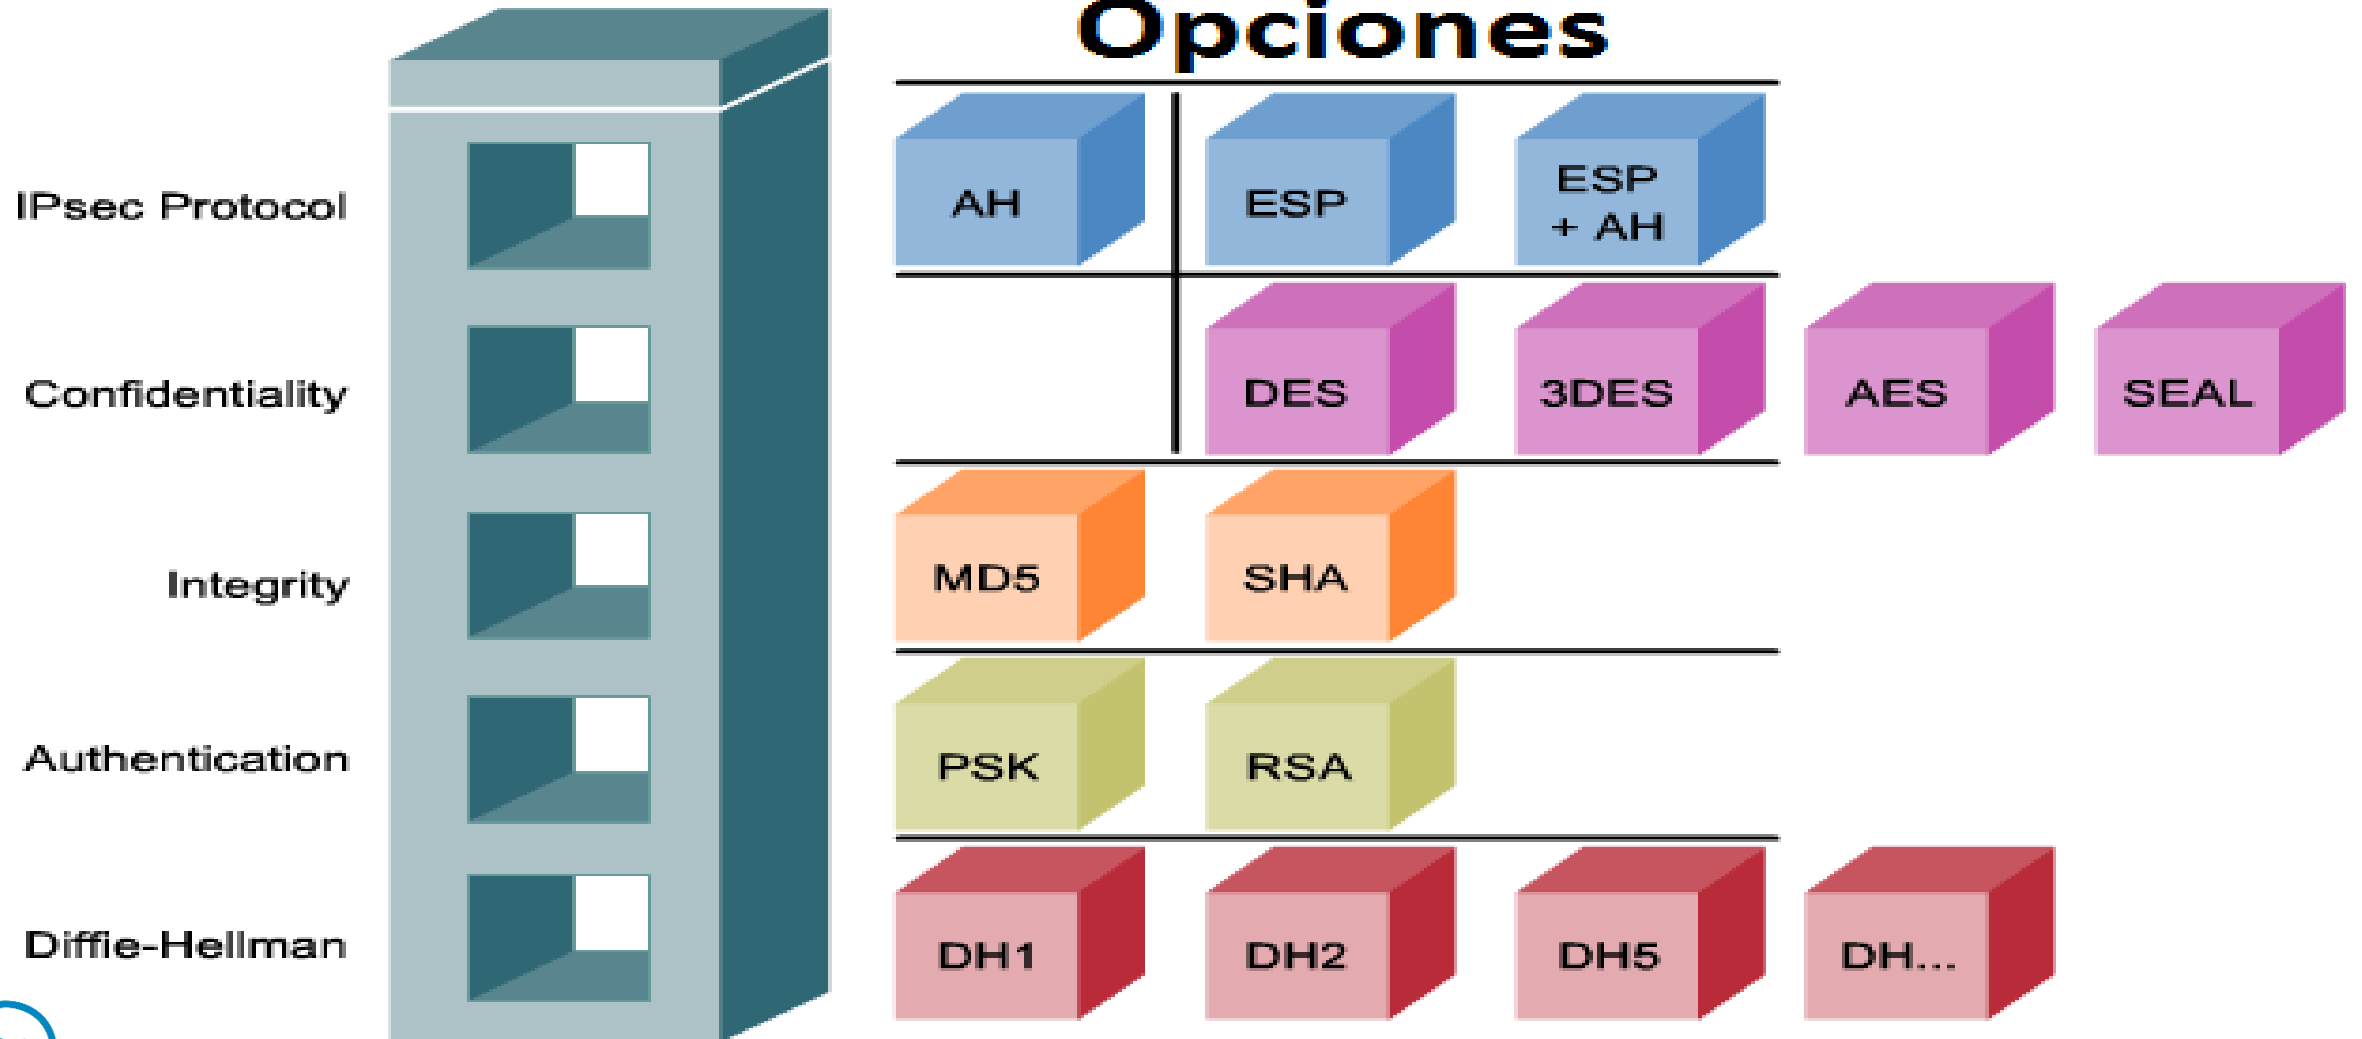 Opciones
IPsec Protocol
AH
ESP
ESP
+ AH
Confidentiality
DES
3DES
AES
SEAL
Integrity
MD5
SHA
Authentication
PSK
RSA
Diffie-Hellman
DH1
DH2
DH5
DH...